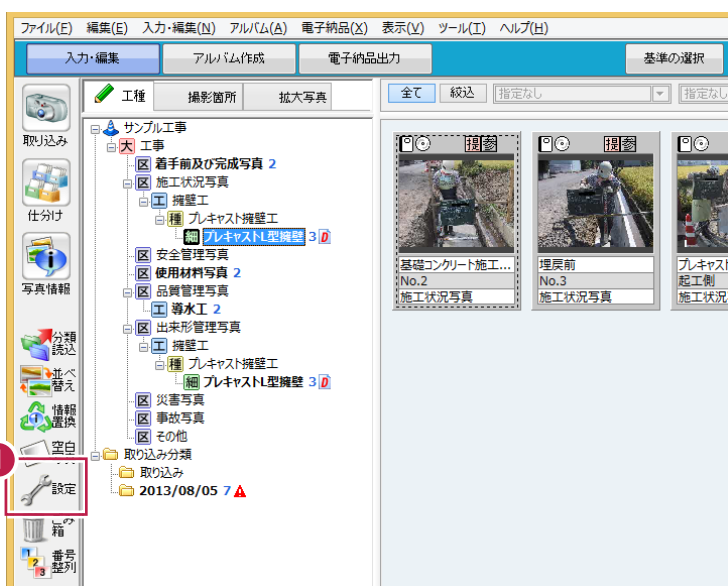 ファイル(F) 編集(E) 入力・編集(N) アルバム(A) 電子納品(X) 表示(V) ツール(T) ヘルプ(H)
入力・編集 アルバム作成 電子納品出力 基準の選択
工種 撮影箇所 拡大写真
全て 絞込 指定なし 指定なし
取り込み
仕分け
写真情報
分類読込
並べ替え
情報置換
空白
設定
箱
番号整列
サンプル工事
大 工事
区 着手前及び完成写真 2
区 施工状況写真
工 擁壁工
種 プレキャスト擁壁工
細 プレキャストL型擁壁 3 D
区 安全管理写真
区 使用材料写真 2
区 品質管理写真
工 導水工 2
区 出来形管理写真
工 擁壁工
種 プレキャスト擁壁工
細 プレキャストL型擁壁 3 D
区 災害写真
区 事故写真
区 その他
取り込み分類
取り込み
2013/08/05 7
提 参
基礎コンクリート施工...
No.2
施工状況写真
提 参
埋戻前
No.3
施工状況写真
プレキャスト
起工側
施工状況